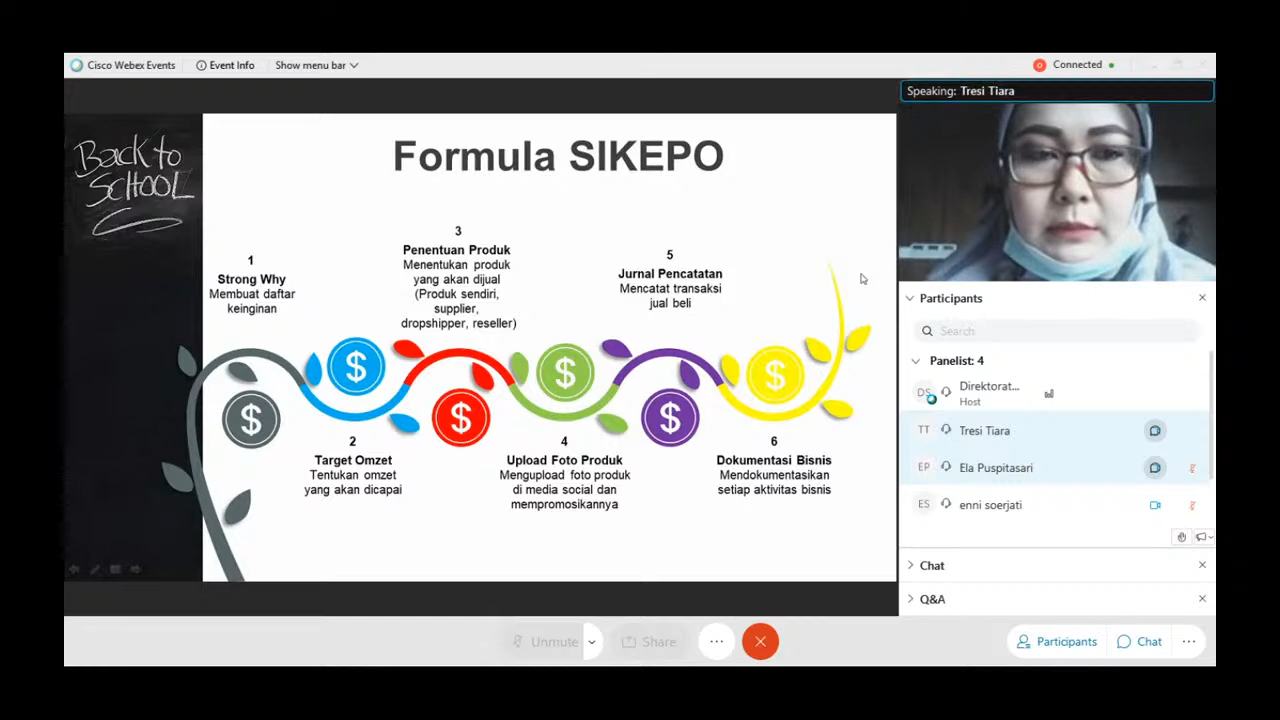 Cisco Webex Events
Event Info
Show menu bar
Connected
Speaking: Tresi Tiara
Back to
SCHOOL
Formula SIKEPO
1
Strong Why
Membuat daftar
keinginan
3
Penentuan Produk
Menentukan produk
yang akan dijual
(Produk sendiri,
supplier,
dropshipper, reseller)
5
Jurnal Pencatatan
Mencatat transaksi
jual beli
$
$
$
$
$
$
2
Target Omzet
Tentukan omzet
yang akan dicapai
4
Upload Foto Produk
Mengupload foto produk
di media social dan
mempromosikannya
6
Dokumentasi Bisnis
Mendokumentasikan
setiap aktivitas bisnis
Participants
Search
Panelist: 4
DS
Direktorat...
Host
TT
Tresi Tiara
EP
Ela Puspitasari
ES
enni soerjati
Chat
Q&A
Unmute
Share
Participants
Chat